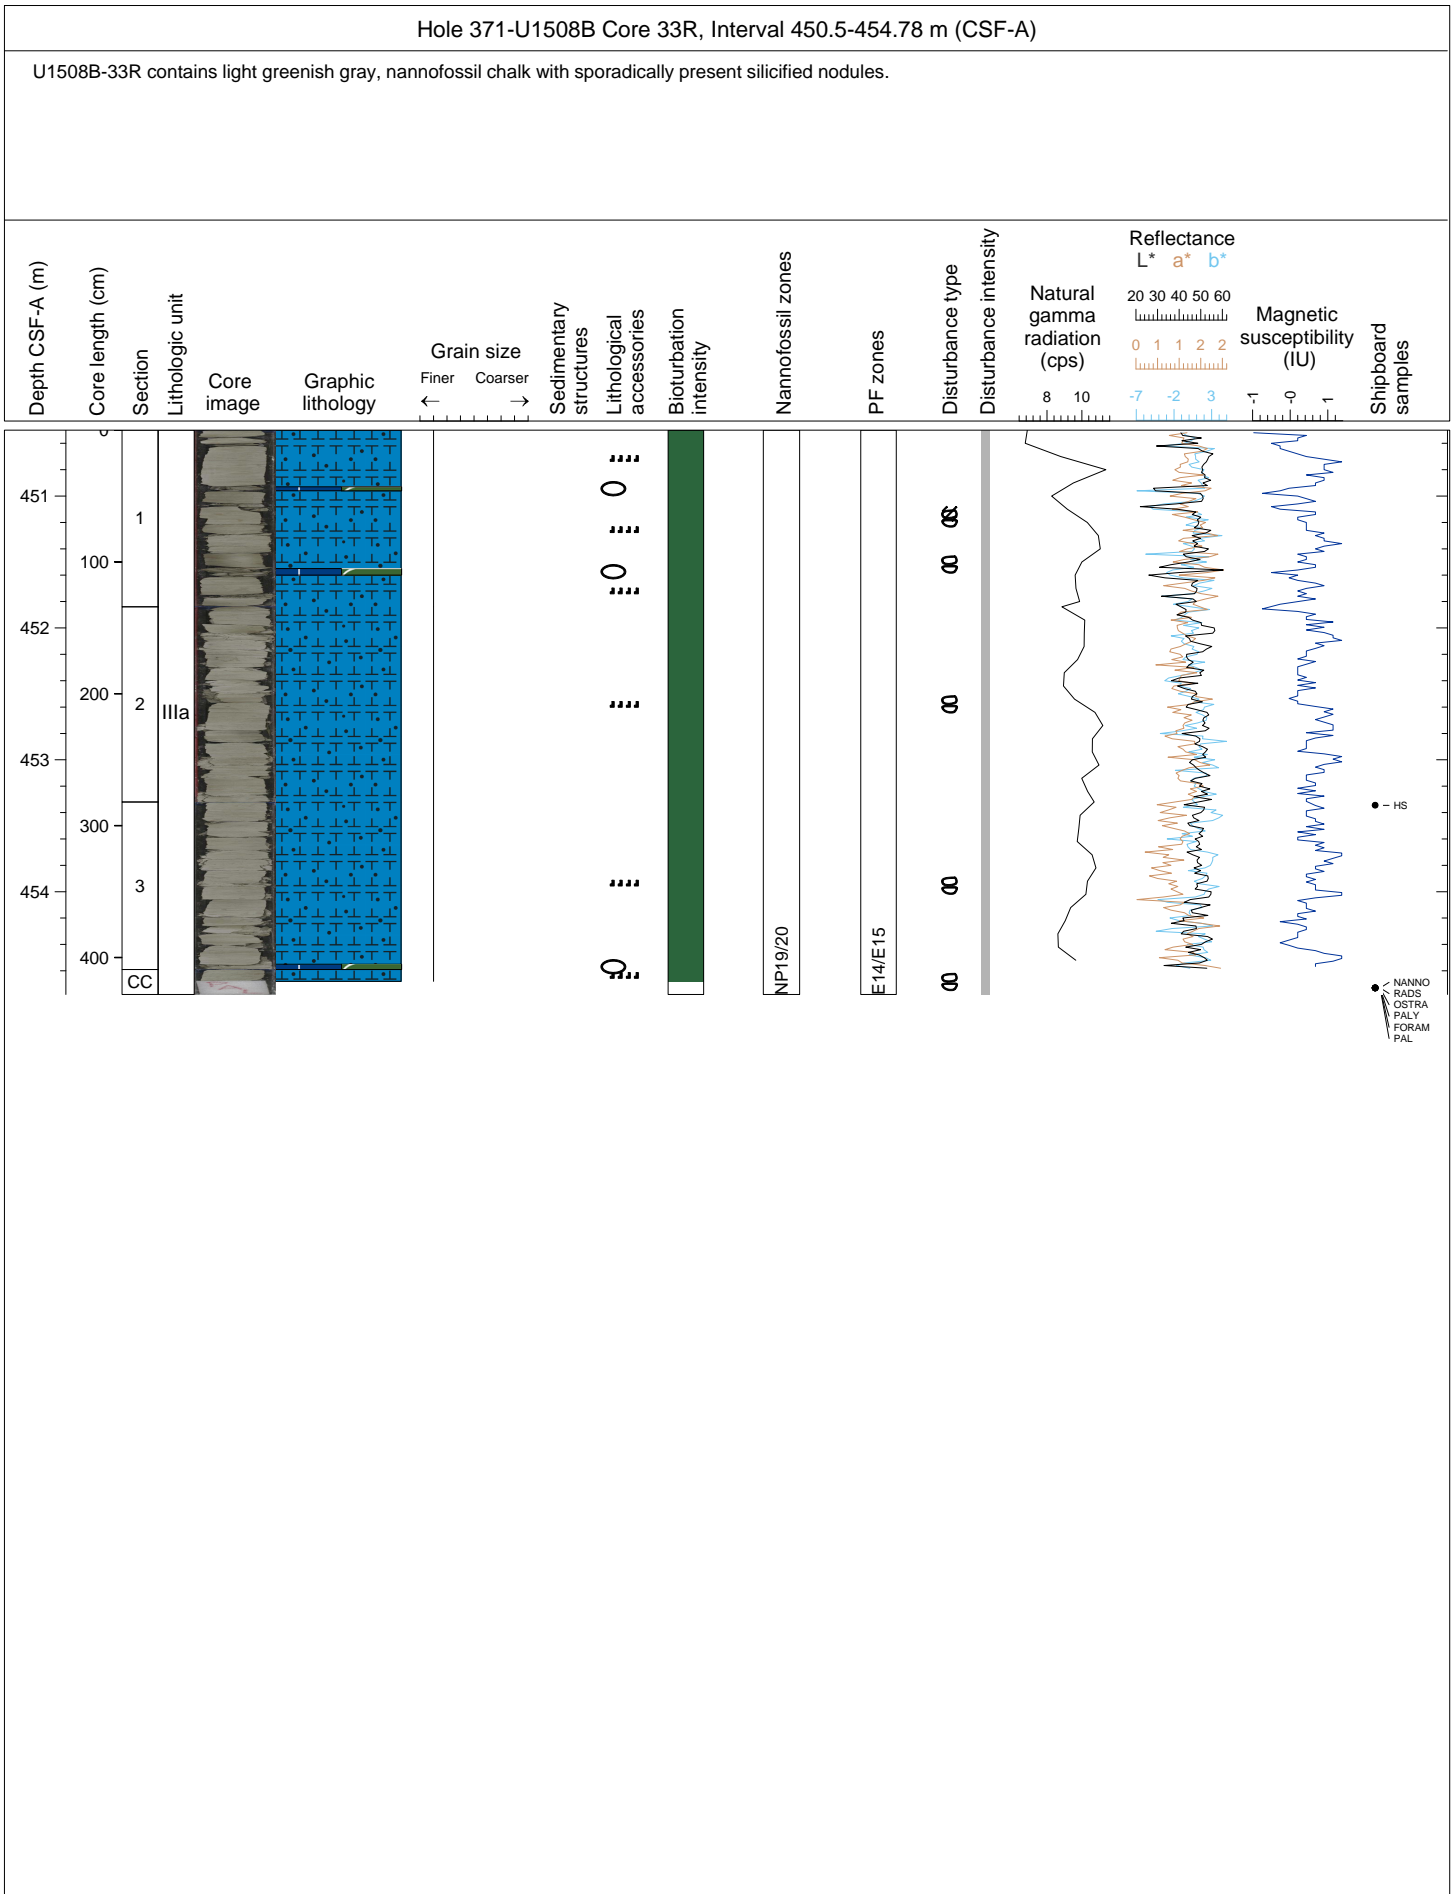 Hole 371-U1508B Core 33R, Interval 450.5-454.78 m (CSF-A)
U1508B-33R contains light greenish gray, nannofossil chalk with sporadically present silicified nodules.
Depth CSF-A (m)
Core length (cm)
Section
Lithologic unit
Core
image
Graphic
lithology
Grain size
Finer Coarser
← →
Sedimentary
structures
Lithological
accessories
Bioturbation
intensity
Nannofossil zones
PF zones
Disturbance type
Disturbance intensity
Natural
gamma
radiation
(cps)
8 10
Reflectance
L* a* b*
20 30 40 50 60
0 1 1 2 2
-7 -2 3
Magnetic
susceptibility
(IU)
-1 -0 1
Shipboard
samples
0
451
1
100
452
200
2
IIIa
453
300
HS
3
454
400
CC
NP19/20
E14/E15
NANNO
RADS
OSTRA
PALY
FORAM
PAL